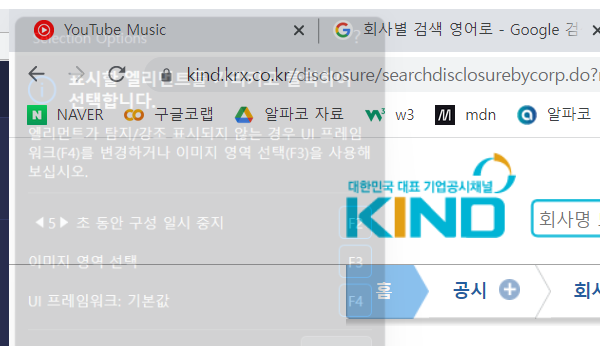 YouTube Music
회사별 검색 영어로 - Google 검
Selection Options
?
kind.krx.co.kr/disclosure/searchdisclosurebycorp.do?
표시할 엘리먼트를
선택합니다.
NAVER 구글코랩 알파코 자료 w3 mdn 알파코
엘리먼트가 탐지/강조 표시되지 않는 경우 UI 프레임
워크(F4)를 변경하거나 이미지 영역 선택(F3)을 사용해
보십시오.
대한민국 대표 기업공시채널
KIND
회사명
5 초 동안 구성 일시 중지 F2
이미지 영역 선택 F3
UI 프레임워크: 기본값 F4
홈 공시 회사